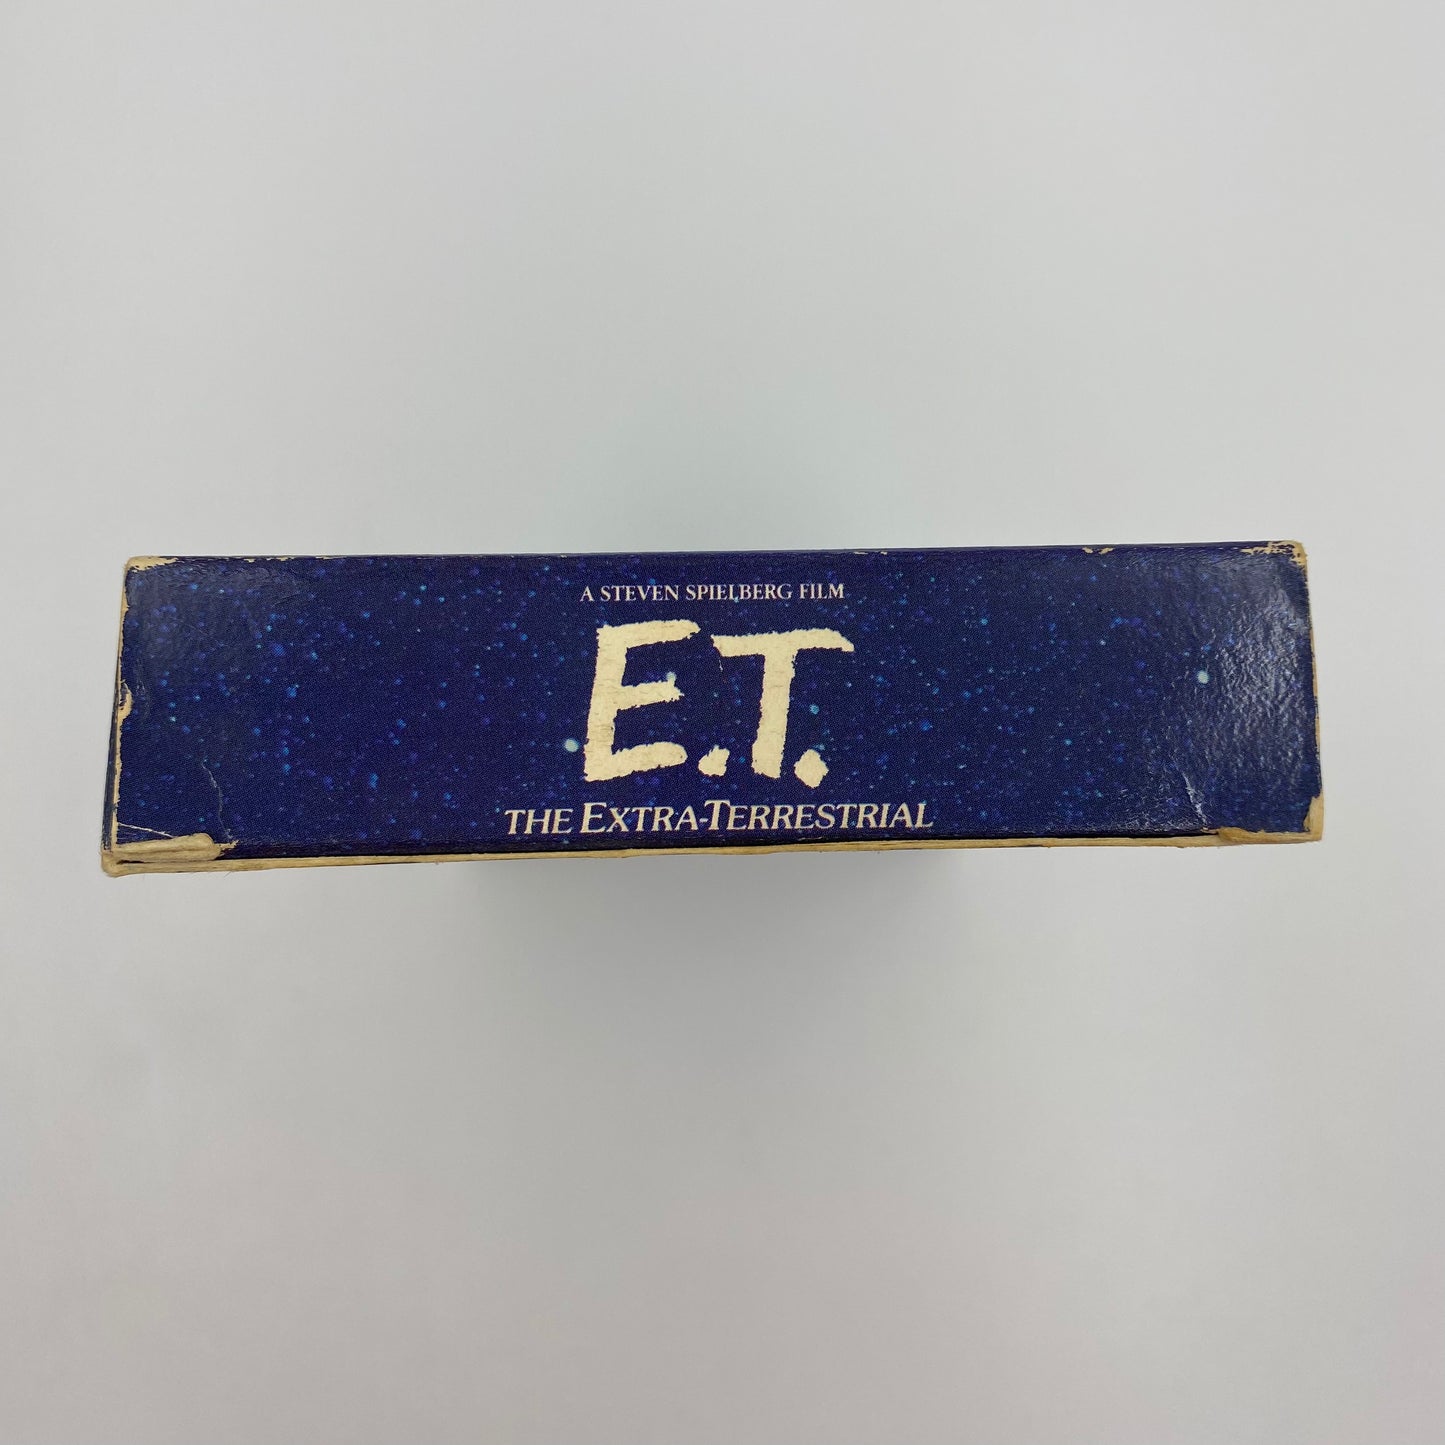 A STEVEN SPIELBERG FILM
E.T.
THE EXTRA-TERRESTRIAL